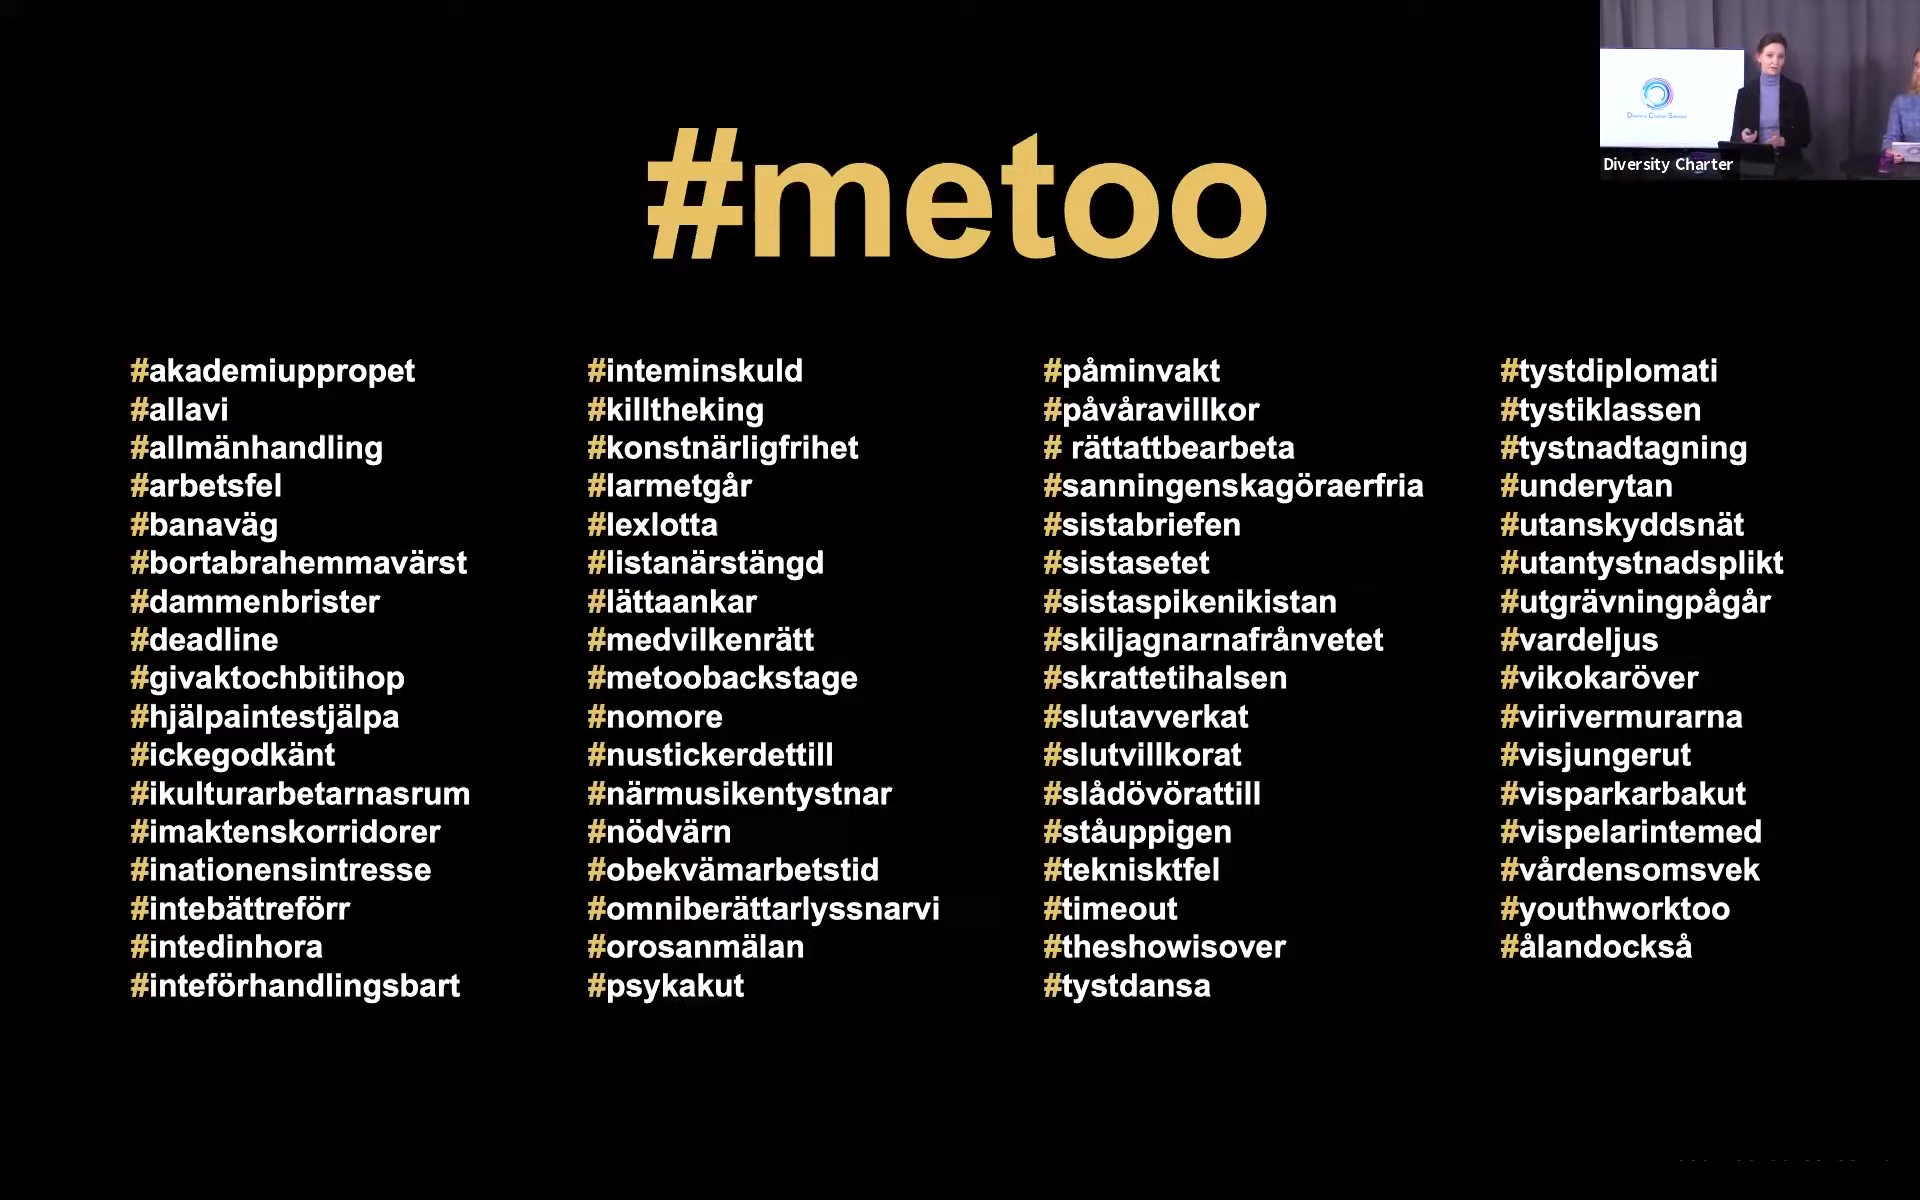 #metoo
#akademiuppropet
#allavi
#allmänhandling
#arbetsfel
#banaväg
#bortabrahemmavärst
#dammenbrister
#deadline
#givaktochbitihop
#hjälpaintestjälpa
#ickegodkänt
#ikulturarbetarnasrum
#imaktenskorridorer
#inationensintresse
#intebättreförr
#intedinhora
#inteförhandlingsbart
#inteminskuld
#killtheking
#konstnärligfrihet
#larmetgår
#lexlotta
#listanärstängd
#lättaankar
#medvilkenrätt
#metoobackstage
#nomore
#nustickerdettill
#närmusikentystnar
#nödvärn
#obekvämarbetstid
#omniberättarlyssnarvi
#orosanmälan
#psykakut
#påminvakt
#påvåravillkor
# rättattbearbeta
#sanningenskagöraerfria
#sistabriefen
#sistasetet
#sistaspikenikistan
#skiljagnarnafrånvetet
#skrattetihalsen
#slutavverkat
#slutvillkorat
#slådövörattill
#ståuppigen
#teknisktfel
#timeout
#theshowisover
#tystdansa
#tystdiplomati
#tystiklassen
#tystnadtagning
#underytan
#utanskyddsnät
#utantystnadsplikt
#utgrävningpågår
#vardeljus
#vikokaröver
#virivermurarna
#visjungerut
#visparkarbakut
#vispelarintemed
#vårdensomsvek
#youthworktoo
#ålandockså
Diversity Charter Sweden
Diversity Charter